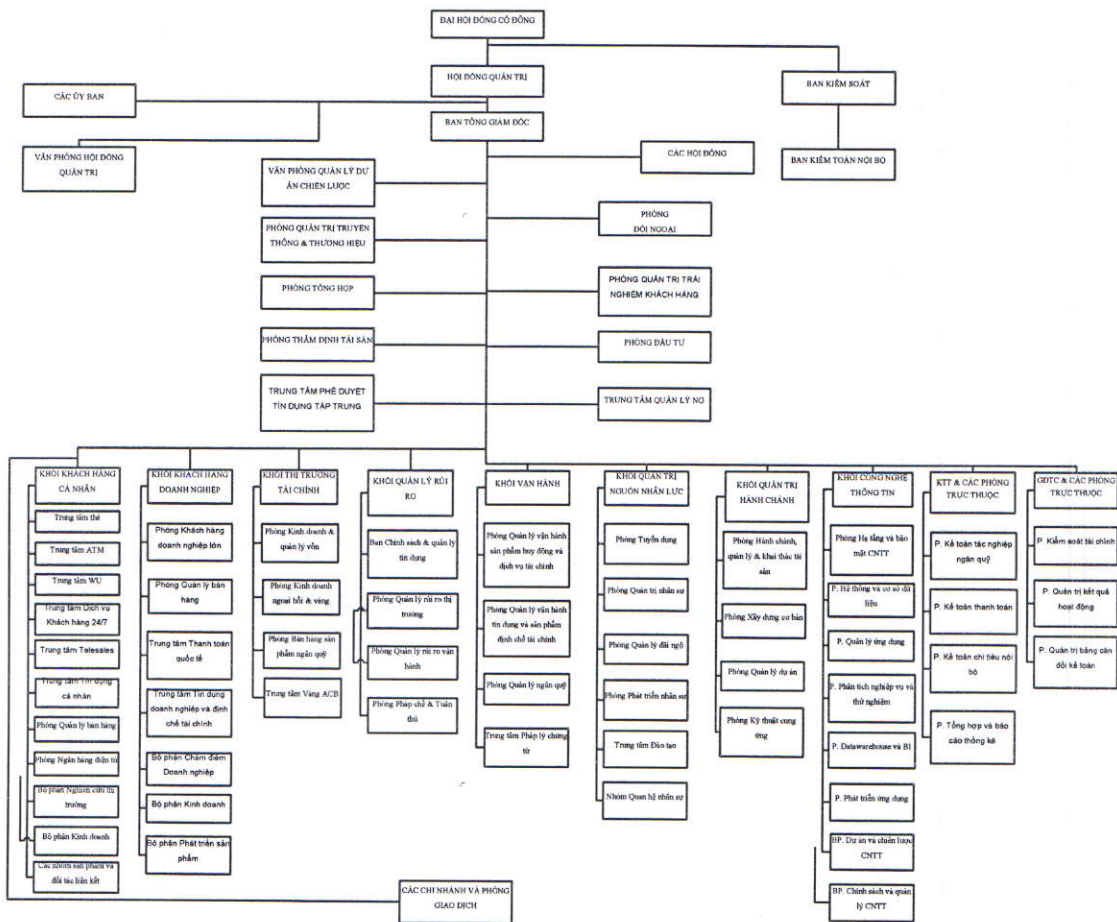 ĐẠI HỘI ĐỒNG CỔ ĐÔNG
HỘI ĐỒNG QUẢN TRỊ
BAN KIỂM SOÁT
CÁC ỦY BAN
BAN TỔNG GIÁM ĐỐC
VĂN PHÒNG HỘI ĐỒNG
QUẢN TRỊ
CÁC HỘI ĐỒNG
BAN KIỂM TOÁN NỘI BỘ
VĂN PHÒNG QUẢN LÝ DỰ
ÁN CHIẾN LƯỢC
PHÒNG
ĐỐI NGOẠI
PHÒNG QUẢN TRỊ TRUYỀN
THÔNG & THƯƠNG HIỆU
PHÒNG TỔNG HỢP
PHÒNG QUẢN TRỊ TRẢI
NGHIỆM KHÁCH HÀNG
PHÒNG THẨM ĐỊNH TÀI SẢN
PHÒNG ĐẦU TƯ
TRUNG TÂM PHÊ DUYỆT
TÍN DỤNG TẬP TRUNG
TRUNG TÂM QUẢN LÝ NỢ
KHỐI KHÁCH HÀNG
CÁ NHÂN
Trung tâm thẻ
Trung tâm ATM
Trung tâm WU
Trung tâm Dịch vụ
Khách hàng 24/7
Trung tâm Telesales
Trung tâm Tín dụng
cá nhân
Phòng Quản lý bán hàng
Phòng Ngân hàng điện tử
Bộ phận Nghiên cứu thị
trường
Bộ phận Kinh doanh
Các nhóm sản phẩm và
đối tác liên kết
KHỐI KHÁCH HÀNG
DOANH NGHIỆP
Phòng Khách hàng
doanh nghiệp lớn
Phòng Quản lý bán
hàng
Trung tâm Thanh toán
quốc tế
Trung tâm Tín dụng
doanh nghiệp và định
chế tài chính
Bộ phận Chấm điểm
Doanh nghiệp
Bộ phận Kinh doanh
Bộ phận Phát triển sản
phẩm
KHỐI THỊ TRƯỜNG
TÀI CHÍNH
Phòng Kinh doanh &
quản lý vốn
Phòng Kinh doanh
ngoại hối & vàng
Phòng Bán hàng sản
phẩm ngân quỹ
Trung tâm Vàng ACB
KHỐI QUẢN LÝ RỦI
RO
Ban Chính sách & quản lý
tín dụng
Phòng Quản lý rủi ro thị
trường
Phòng Quản lý rủi ro vận
hành
Phòng Pháp chế & Tuân
thủ
KHỐI VẬN HÀNH
Phòng Quản lý vận hành
sản phẩm huy động và
dịch vụ tài chính
Phòng Quản lý vận hành
tín dụng và sản phẩm
định chế tài chính
Phòng Quản lý ngân quỹ
Trung tâm Pháp lý chứng
từ
KHỐI QUẢN TRỊ
NGUỒN NHÂN LỰC
Phòng Tuyển dụng
Phòng Quản trị nhân sự
Phòng Quản lý đãi ngộ
Phòng Phát triển nhân sự
Trung tâm Đào tạo
Nhóm Quan hệ nhân sự
KHỐI QUẢN TRỊ
HÀNH CHÁNH
Phòng Hành chánh,
quản lý & khai thác tài
sản
Phòng Xây dựng cơ bản
Phòng Quản lý dự án
Phòng Kỹ thuật cung
ứng
KHỐI CÔNG NGHỆ
THÔNG TIN
Phòng Hạ tầng và bảo
mật CNTT
P. Hệ thống và cơ sở dữ
liệu
P. Quản lý ứng dụng
P. Phân tích nghiệp vụ và
thử nghiệm
P. Datawarehouse và BI
P. Phát triển ứng dụng
BP. Dự án và chiến lược
CNTT
BP. Chính sách và quản
lý CNTT
KTT & CÁC PHÒNG
TRỰC THUỘC
P. Kế toán tác nghiệp
ngân quỹ
P. Kế toán thanh toán
P. Kế toán chi tiêu nội
bộ
P. Tổng hợp và báo
cáo thống kê
GĐTC & CÁC PHÒNG
TRỰC THUỘC
P. Kiểm soát tài chính
P. Quản trị kết quả
hoạt động
P. Quản trị bảng cân
đối kế toán
CÁC CHI NHÁNH VÀ PHÒNG
GIAO DỊCH